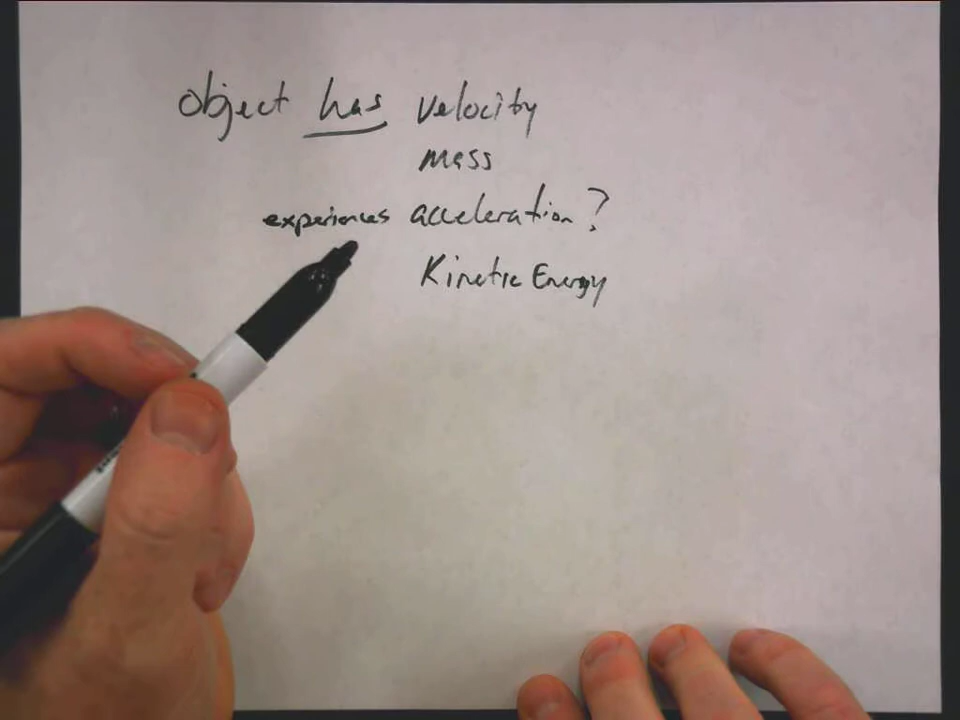 object has velocity
mass
experiences acceleration?
Kinetic Energy